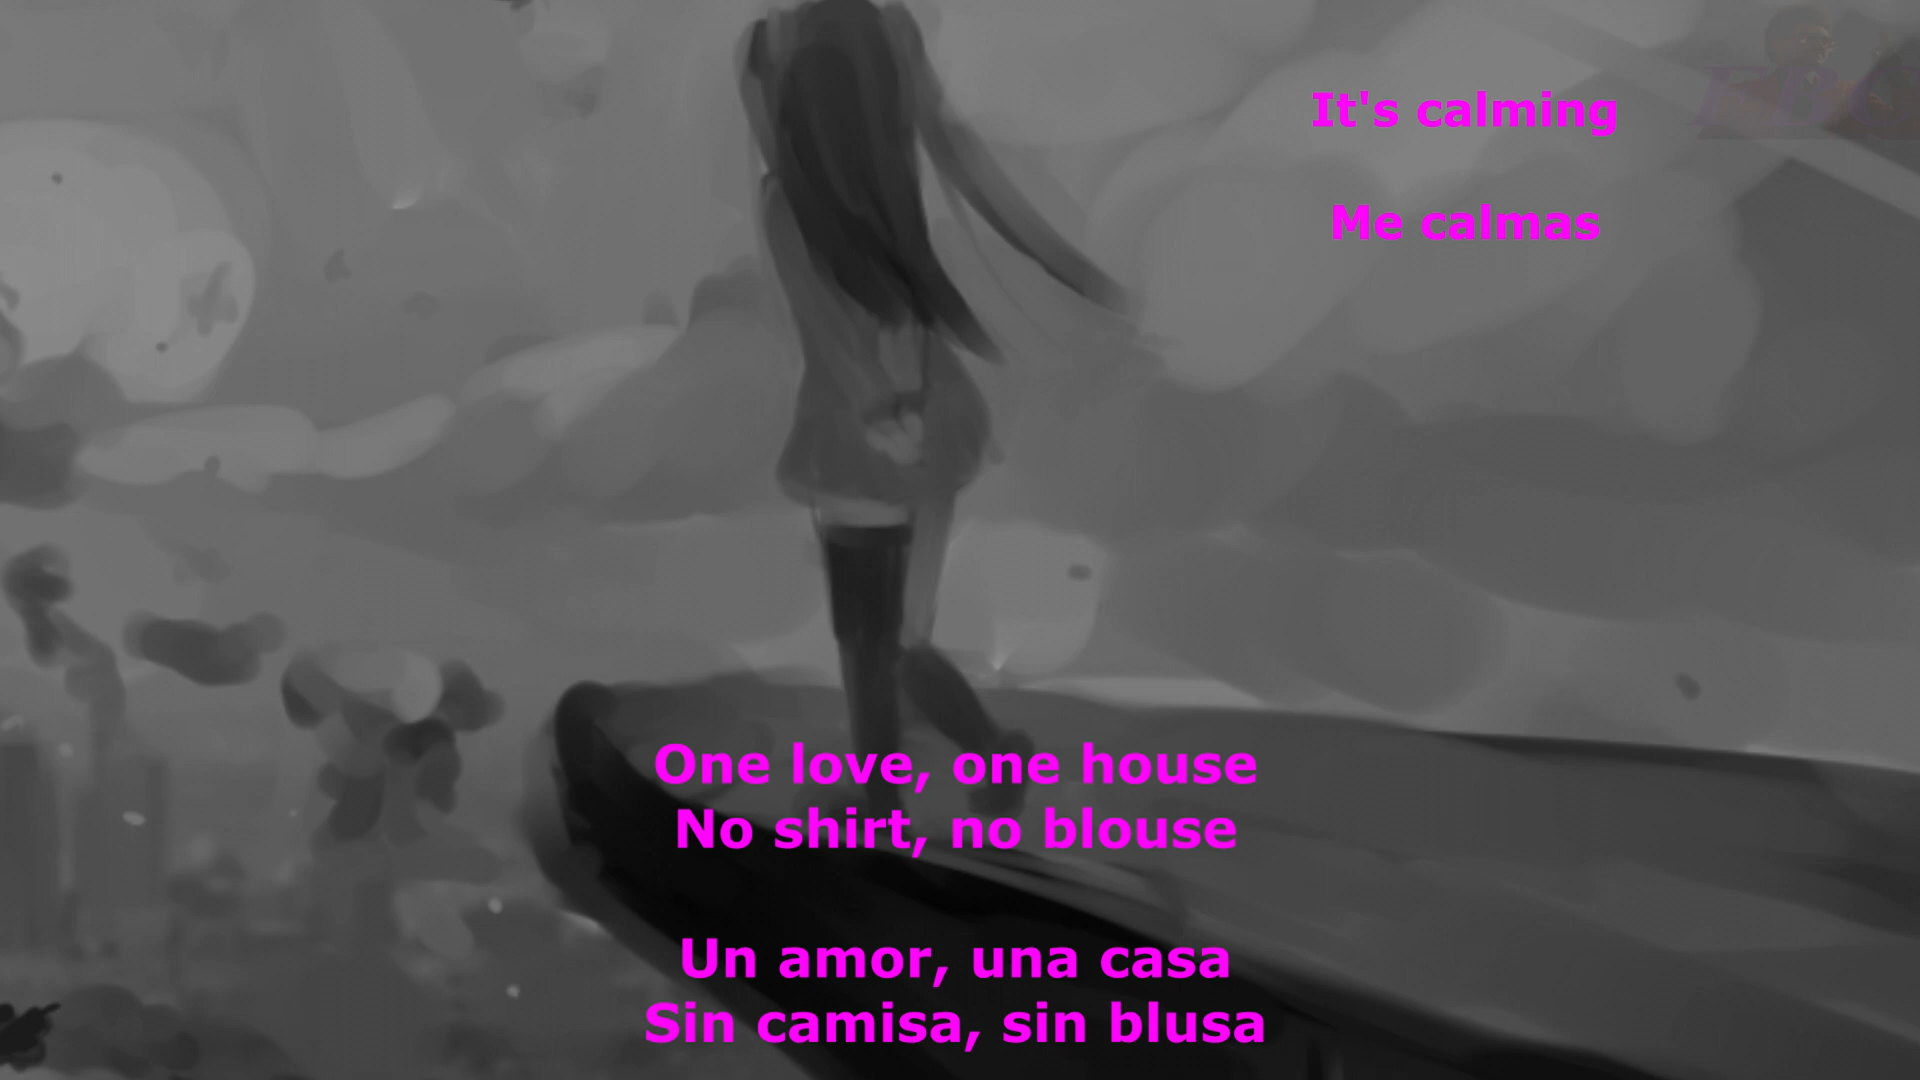 It's calming
Me calmas
One love, one house
No shirt, no blouse
Un amor, una casa
Sin camisa, sin blusa